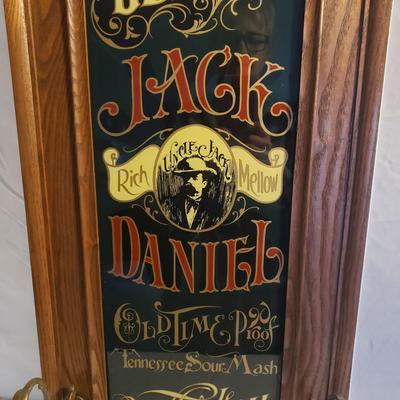 JACK
UNCLE JACK
Rich Mellow
DANIEL
OLD TIME 90 Proof
Tennessee Sour Mash